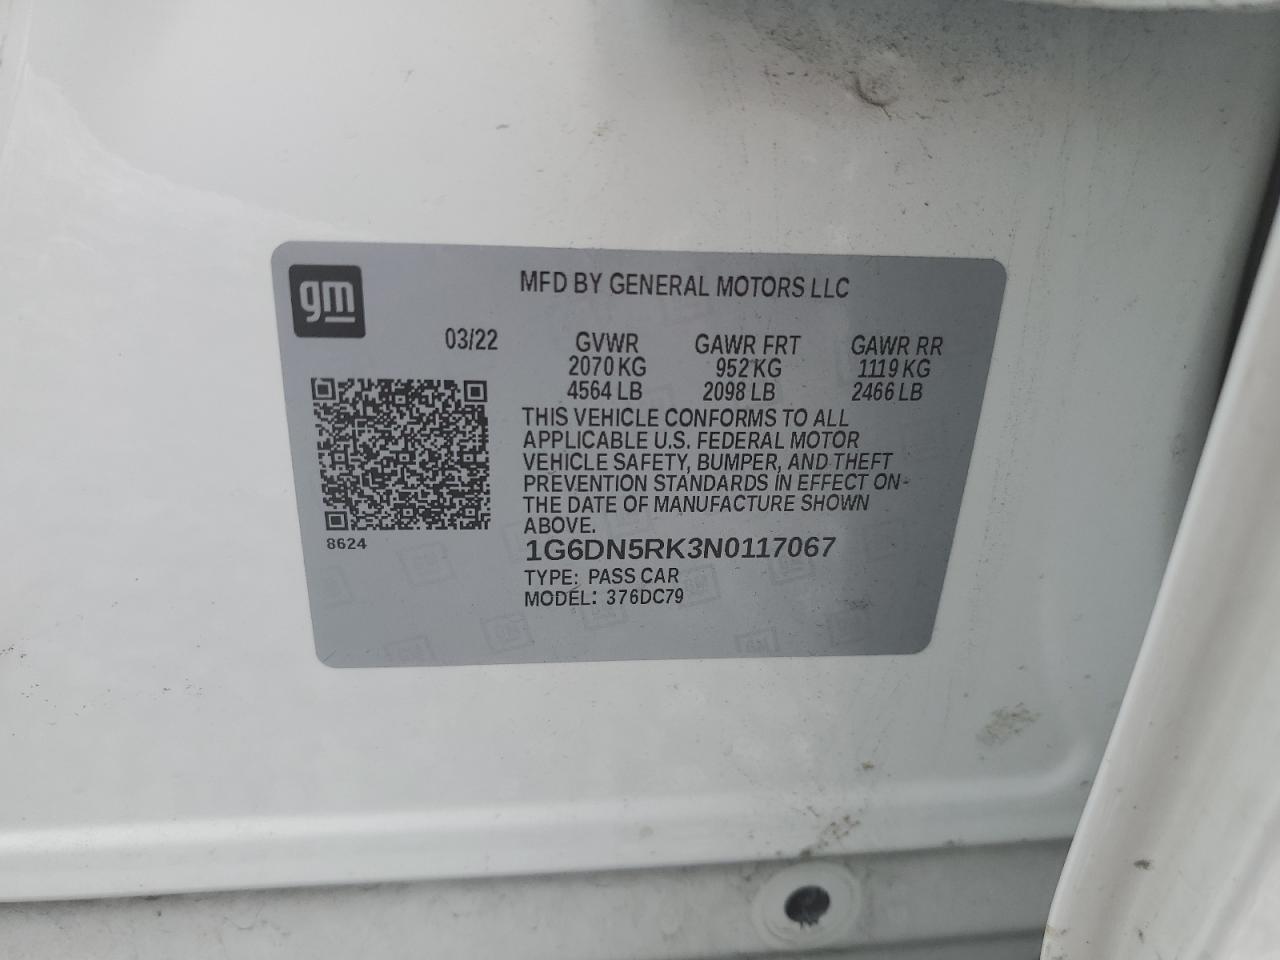 gm
MFD BY GENERAL MOTORS LLC
03/22 GVWR GAWR FRT GAWR RR
2070 KG 952 KG 1119 KG
4564 LB 2098 LB 2466 LB
THIS VEHICLE CONFORMS TO ALL
APPLICABLE U.S. FEDERAL MOTOR
VEHICLE SAFETY, BUMPER, AND THEFT
PREVENTION STANDARDS IN EFFECT ON
THE DATE OF MANUFACTURE SHOWN
ABOVE.
8624
1G6DN5RK3N0117067
TYPE: PASS CAR
MODEL: 376DC79